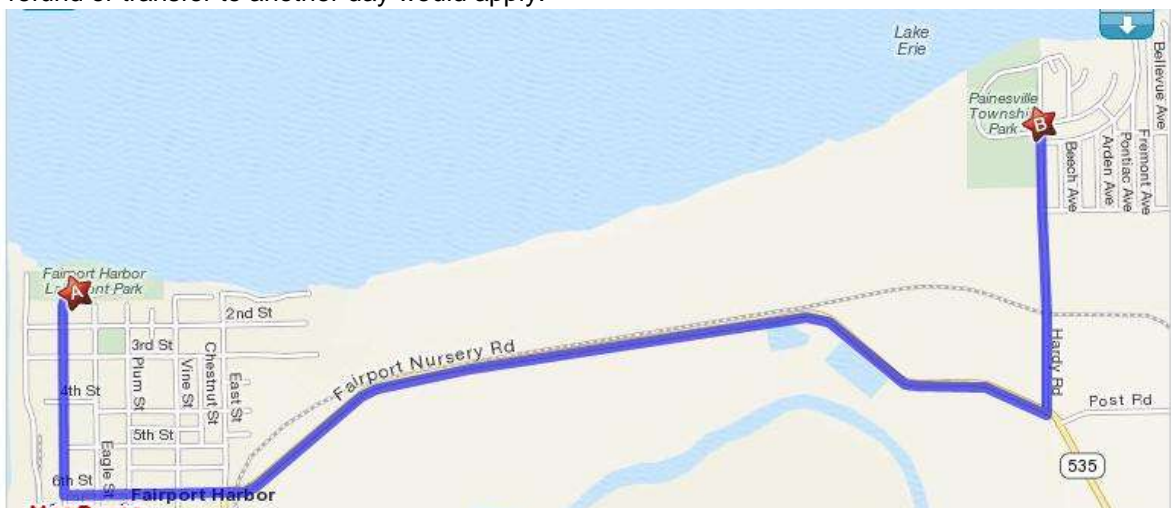 refund or transfer to another day would apply.
Lake
Erie
Bellevue Ave
Painesville
Township
Park
B
Beech Ave
Arden Ave
Pontiac Ave
Fremont Ave
Fairport Harbor
Park
A
2nd St
3rd St
Fairport Nursery Rd
Hardy Rd
4th St
Plum St
Vine St
Chestnut St
East St
Post Rd
5th St
535
6th St
Eagle St
Fairport Harbor